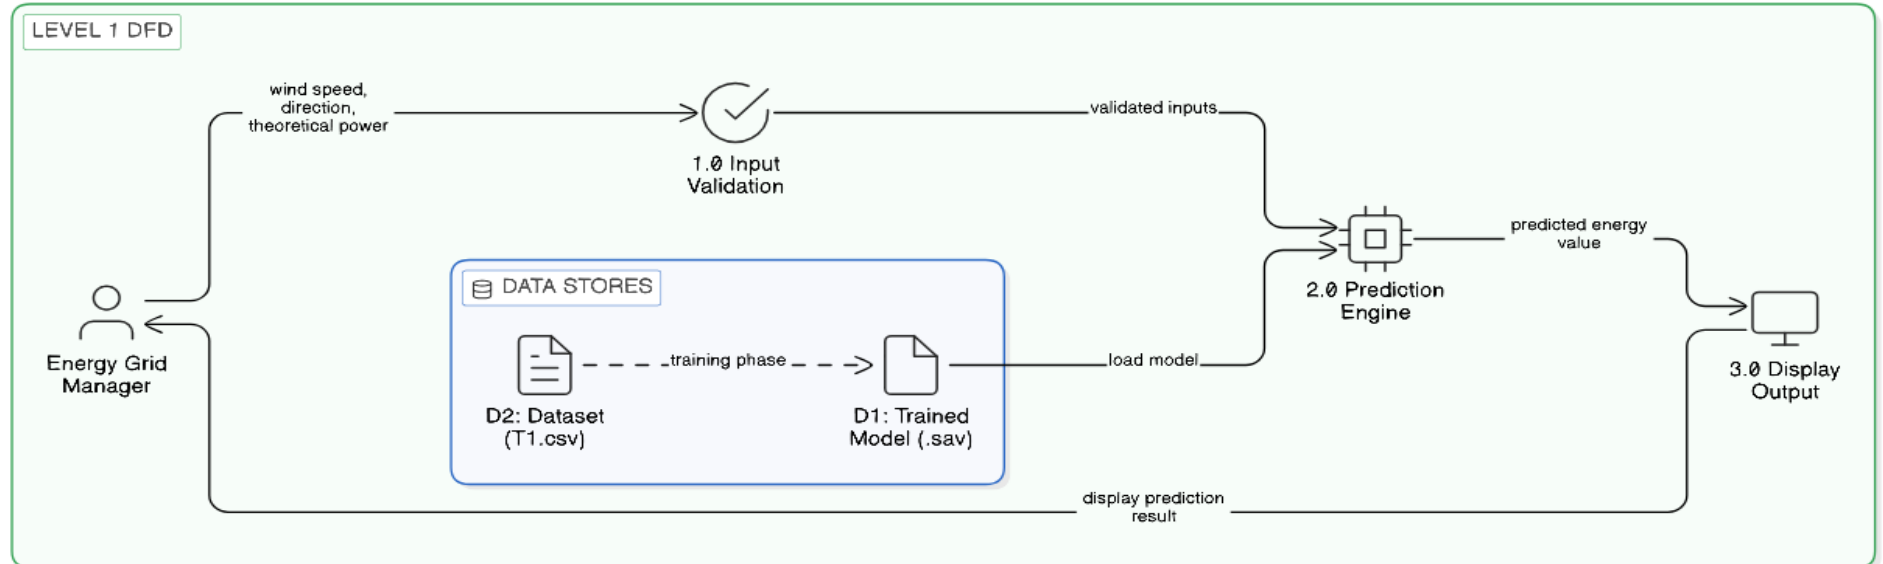 LEVEL 1 DFD
wind speed,
direction,
theoretical power
validated inputs
1.0 Input
Validation
predicted energy
value
DATA STORES
2.0 Prediction
Engine
Energy Grid
Manager
training phase
load model
3.0 Display
Output
D2: Dataset
(T1.csv)
D1: Trained
Model (.sav)
display prediction
result